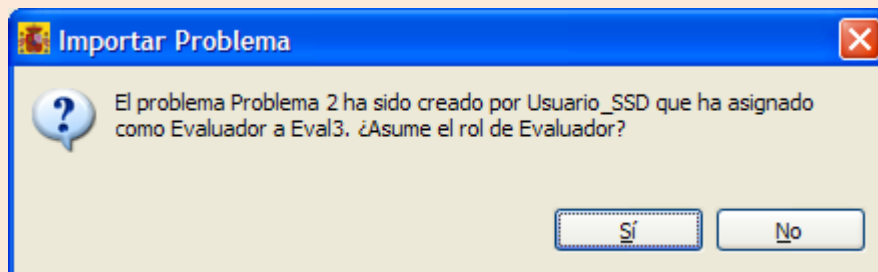 Importar Problema
El problema Problema 2 ha sido creado por Usuario_SSD que ha asignado
como Evaluador a Eval3. ¿Asume el rol de Evaluador?
Sí
No